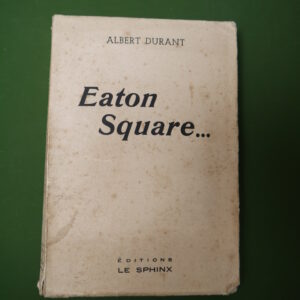 ALBERT DURANT
Eaton
Square...
ÉDITIONS
LE SPHINX